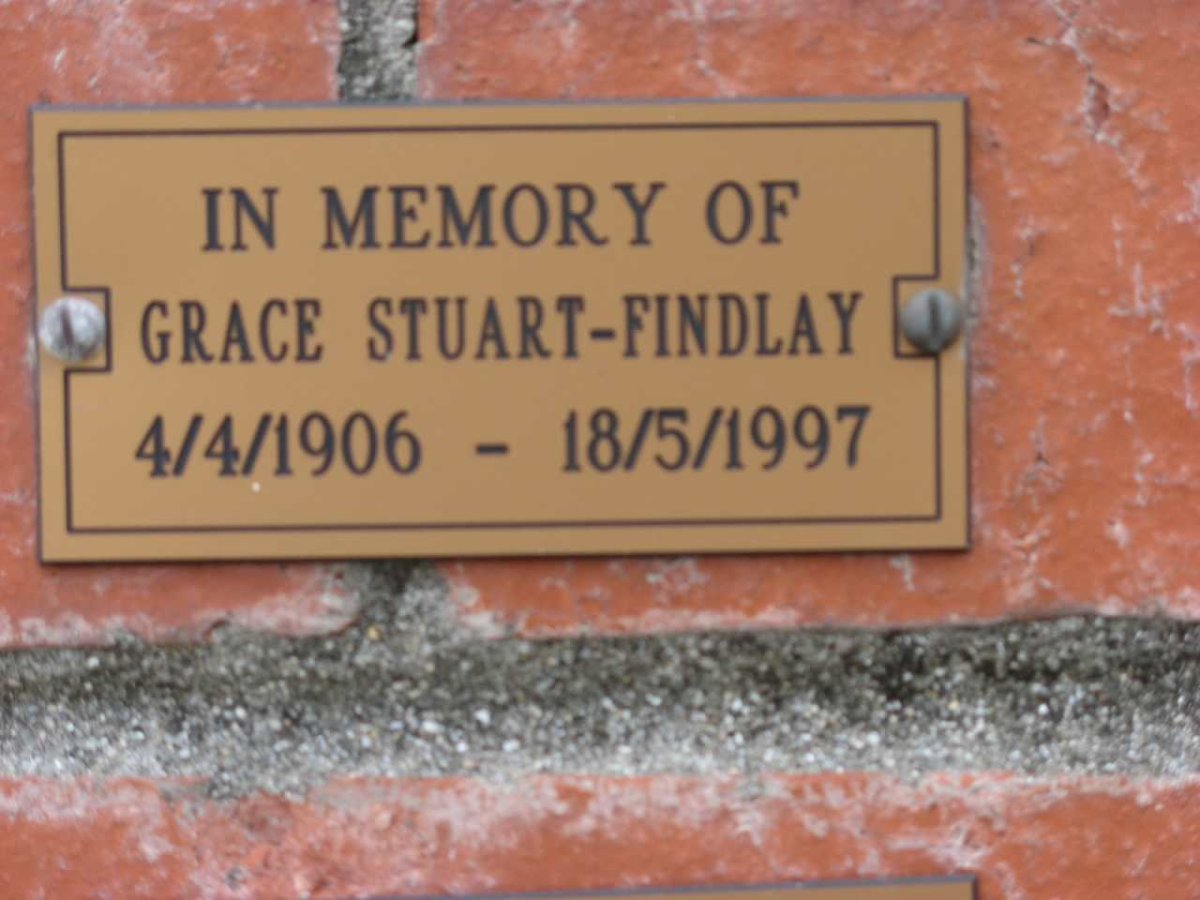 IN MEMORY OF
GRACE STUART-FINDLAY
4/4/1906 - 18/5/1997